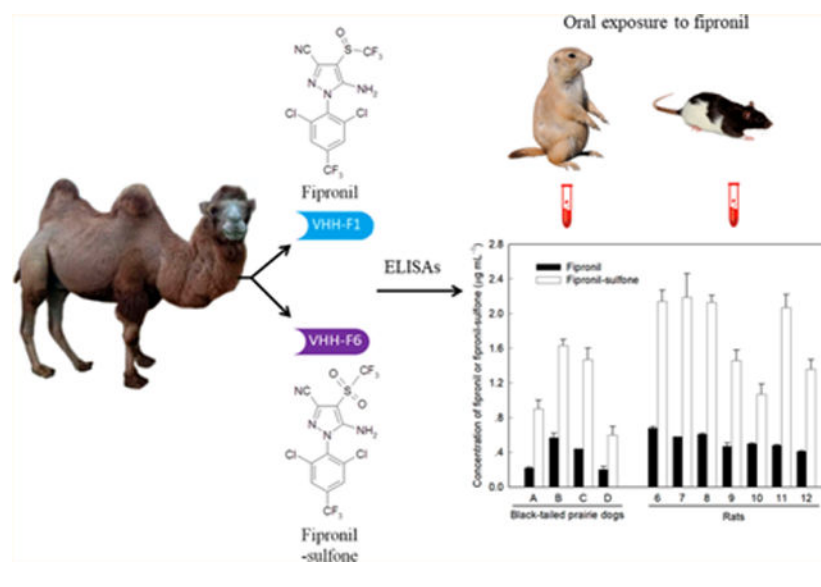 Oral exposure to fipronil
O
NC
S
CF3
N
N
NH2
Cl
Cl
CF3
Fipronil
VHH-F1
ELISAs
VHH-F6
CF3
O
S
O
NC
N
N
NH2
Cl
Cl
CF3
Fipronil
-sulfone
Concentration of fipronil or fipronil-sulfone (μg mL⁻¹)
2.8
2.4
2.0
1.6
1.2
.8
.4
0.0
Fipronil
Fipronil-sulfone
A B C D 6 7 8 9 10 11 12
Black-tailed prairie dogs Rats